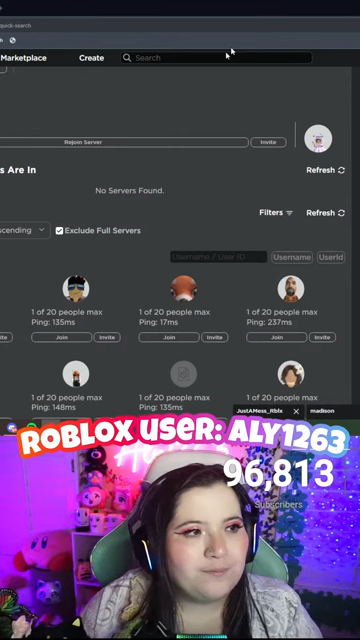 quick-search
Marketplace Create Search
Rejoin Server Invite
s Are In Refresh
No Servers Found.
Filters Refresh
scending Exclude Full Servers
Username / User ID Username UserId
1 of 20 people max 1 of 20 people max 1 of 20 people max
Ping: 135ms Ping: 17ms Ping: 237ms
Join Invite Join Invite Join Invite
1 of 20 people max 1 of 20 people max 1 of 20 people max
Ping: 148ms Ping: 135ms
JustAMess_Rblx madison
ROBLOX USER: ALY1263
96,813
Subscribers